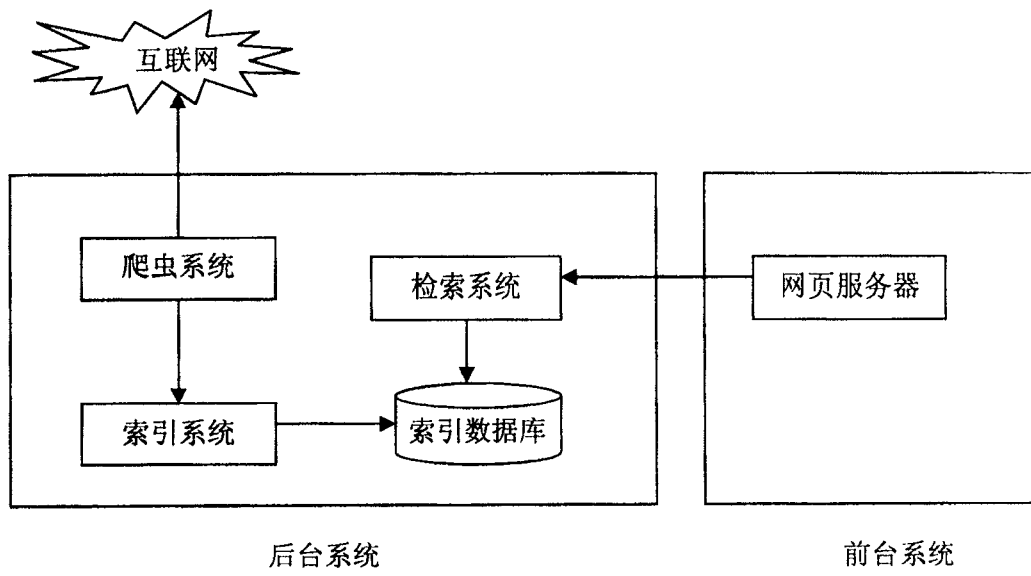 互联网
爬虫系统
检索系统
网页服务器
索引系统
索引数据库
后台系统
前台系统